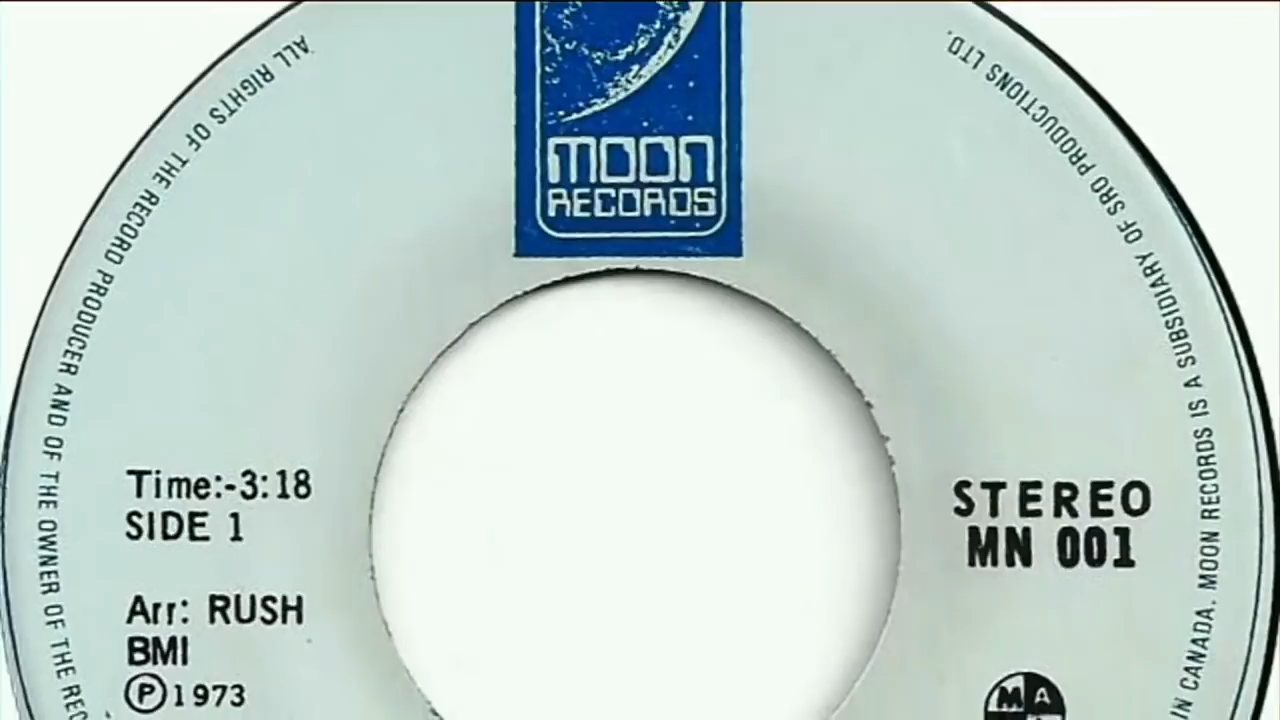 MOON
RECORDS
ALL RIGHTS OF THE RECORD PRODUCER AND OF THE OWNER OF THE
IN CANADA. MOON RECORDS IS A SUBSIDIARY OF SRO PRODUCTIONS LTD.
Time:-3:18
SIDE 1
Arr: RUSH
BMI
Ⓟ1973
STEREO
MN 001
M A